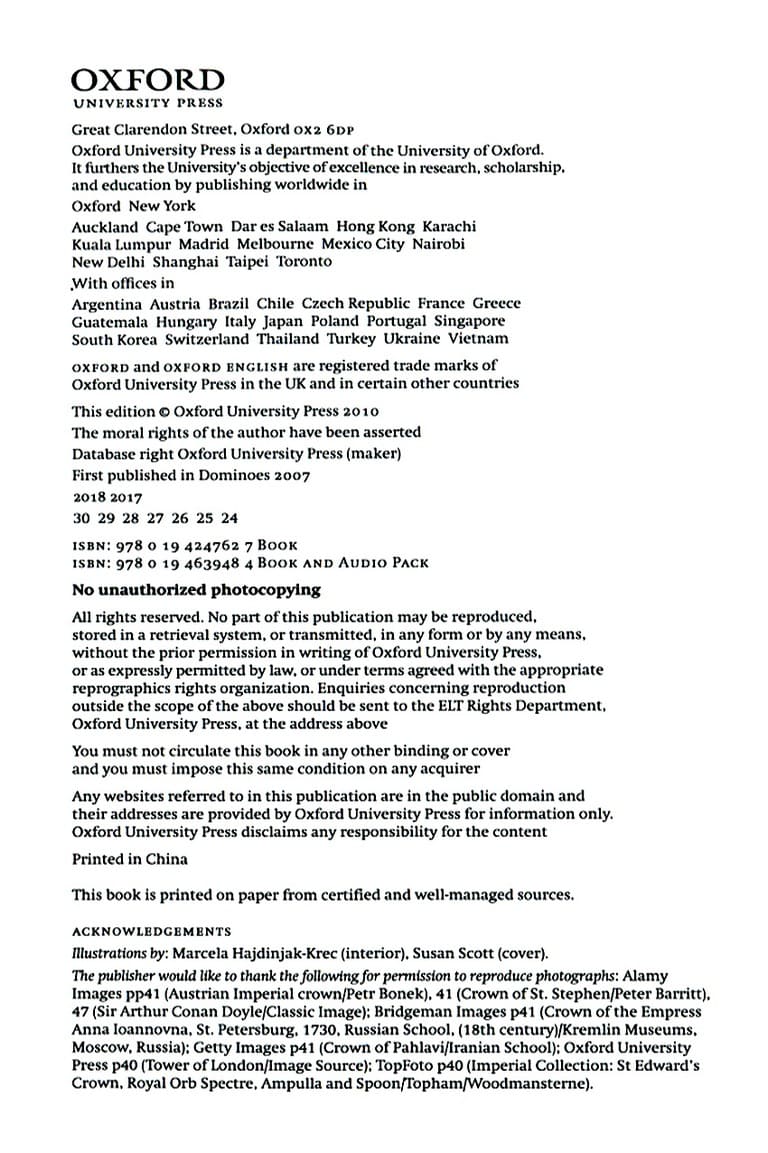 OXFORD
UNIVERSITY PRESS
Great Clarendon Street, Oxford OX2 6DP
Oxford University Press is a department of the University of Oxford.
It furthers the University's objective of excellence in research, scholarship,
and education by publishing worldwide in
Oxford New York
Auckland Cape Town Dar es Salaam Hong Kong Karachi
Kuala Lumpur Madrid Melbourne Mexico City Nairobi
New Delhi Shanghai Taipei Toronto
With offices in
Argentina Austria Brazil Chile Czech Republic France Greece
Guatemala Hungary Italy Japan Poland Portugal Singapore
South Korea Switzerland Thailand Turkey Ukraine Vietnam
OXFORD and OXFORD ENGLISH are registered trade marks of
Oxford University Press in the UK and in certain other countries
This edition © Oxford University Press 2010
The moral rights of the author have been asserted
Database right Oxford University Press (maker)
First published in Dominoes 2007
2018 2017
30 29 28 27 26 25 24
ISBN: 978 0 19 424762 7 BOOK
ISBN: 978 0 19 463948 4 BOOK AND AUDIO PACK
No unauthorized photocopying
All rights reserved. No part of this publication may be reproduced,
stored in a retrieval system, or transmitted, in any form or by any means,
without the prior permission in writing of Oxford University Press,
or as expressly permitted by law, or under terms agreed with the appropriate
reprographics rights organization. Enquiries concerning reproduction
outside the scope of the above should be sent to the ELT Rights Department,
Oxford University Press, at the address above
You must not circulate this book in any other binding or cover
and you must impose this same condition on any acquirer
Any websites referred to in this publication are in the public domain and
their addresses are provided by Oxford University Press for information only.
Oxford University Press disclaims any responsibility for the content
Printed in China
This book is printed on paper from certified and well-managed sources.
ACKNOWLEDGEMENTS
Illustrations by: Marcela Hajdinjak-Krec (interior), Susan Scott (cover).
The publisher would like to thank the following for permission to reproduce photographs: Alamy
Images pp41 (Austrian Imperial crown/Petr Bonek), 41 (Crown of St. Stephen/Peter Barritt),
47 (Sir Arthur Conan Doyle/Classic Image); Bridgeman Images p41 (Crown of the Empress
Anna Ioannovna, St. Petersburg, 1730, Russian School, (18th century)/Kremlin Museums,
Moscow, Russia); Getty Images p41 (Crown of Pahlavi/Iranian School); Oxford University
Press p40 (Tower of London/Image Source); TopFoto p40 (Imperial Collection: St Edward's
Crown, Royal Orb Spectre, Ampulla and Spoon/Topham/Woodmansterne).